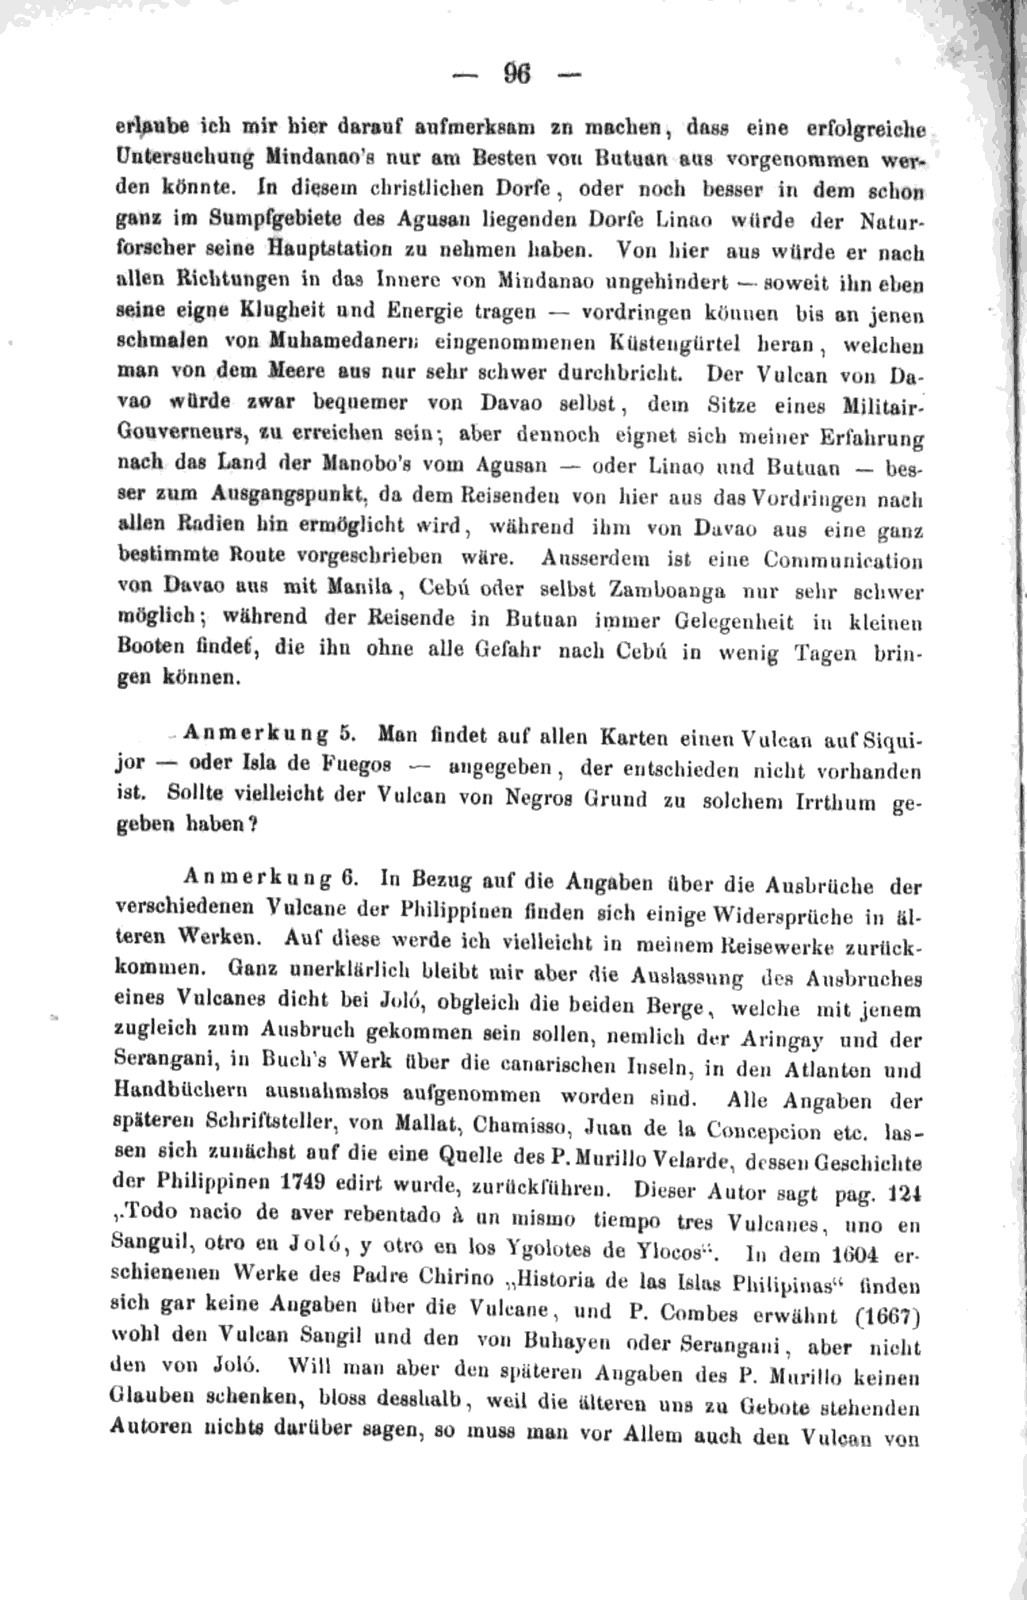 — 96 —
erlaube ich mir hier darauf aufmerksam zn machen, dass eine erfolgreiche
Untersuchung Mindanao's nur am Besten von Butuan aus vorgenommen wer-
den könnte. In diesem christlichen Dorfe, oder noch besser in dem schon
ganz im Sumpfgebiete des Agusan liegenden Dorfe Linao würde der Natur-
forscher seine Hauptstation zu nehmen haben. Von hier aus würde er nach
allen Richtungen in das Innere von Mindanao ungehindert — soweit ihn eben
seine eigne Klugheit und Energie tragen — vordringen können bis an jenen
schmalen von Muhamedanern eingenommenen Küstengürtel heran, welchen
man von dem Meere aus nur sehr schwer durchbricht. Der Vulcan von Da-
vao würde zwar bequemer von Davao selbst, dem Sitze eines Militair-
Gouverneurs, zu erreichen sein; aber dennoch eignet sich meiner Erfahrung
nach das Land der Manobo's vom Agusan — oder Linao und Butuan — bes-
ser zum Ausgangspunkt, da dem Reisenden von hier aus das Vordringen nach
allen Radien hin ermöglicht wird, während ihm von Davao aus eine ganz
bestimmte Route vorgeschrieben wäre. Ausserdem ist eine Communication
von Davao aus mit Manila, Cebú oder selbst Zamboanga nur sehr schwer
möglich; während der Reisende in Butuan immer Gelegenheit in kleinen
Booten findet, die ihn ohne alle Gefahr nach Cebú in wenig Tagen brin-
gen können.
Anmerkung 5. Man findet auf allen Karten einen Vulcan auf Siqui-
jor — oder Isla de Fuegos — angegeben, der entschieden nicht vorhanden
ist. Sollte vielleicht der Vulcan von Negros Grund zu solchem Irrthum ge-
geben haben?
Anmerkung 6. In Bezug auf die Angaben über die Ausbrüche der
verschiedenen Vulcane der Philippinen finden sich einige Widersprüche in äl-
teren Werken. Auf diese werde ich vielleicht in meinem Reisewerke zurück-
kommen. Ganz unerklärlich bleibt mir aber die Auslassung des Ausbruches
eines Vulcanes dicht bei Joló, obgleich die beiden Berge, welche mit jenem
zugleich zum Ausbruch gekommen sein sollen, nemlich der Aringay und der
Serangani, in Buch's Werk über die canarischen Inseln, in den Atlanten und
Handbüchern ausnahmslos aufgenommen worden sind. Alle Angaben der
späteren Schriftsteller, von Mallat, Chamisso, Juan de la Concepcion etc. las-
sen sich zunächst auf die eine Quelle des P. Murillo Velarde, dessen Geschichte
der Philippinen 1749 edirt wurde, zurückführen. Dieser Autor sagt pag. 124
„Todo nacio de aver rebentado à un mismo tiempo tres Vulcanes, uno en
Sanguil, otro en Joló, y otro en los Ygolotes de Ylocos“. In dem 1604 er-
schienenen Werke des Padre Chirino „Historia de las Islas Philipinas“ finden
sich gar keine Angaben über die Vulcane, und P. Combes erwähnt (1667)
wohl den Vulcan Sangil und den von Buhayen oder Serangani, aber nicht
den von Joló. Will man aber den späteren Angaben des P. Murillo keinen
Glauben schenken, bloss desshalb, weil die älteren uns zu Gebote stehenden
Autoren nichts darüber sagen, so muss man vor Allem auch den Vulcan von